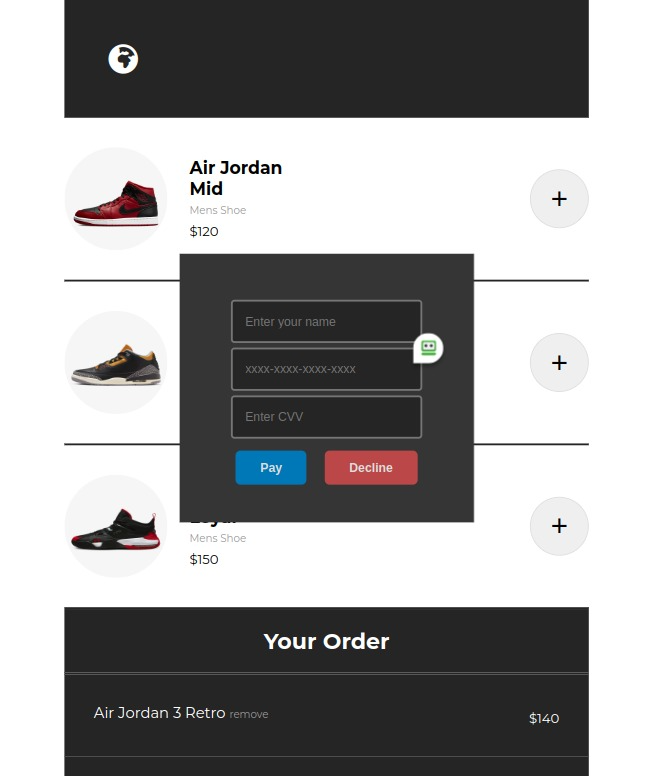 Air Jordan
Mid
Mens Shoe
$120
+
Enter your name
xxxx-xxxx-xxxx-xxxx
+
Enter CVV
Pay
Decline
Mens Shoe
$150
+
Your Order
Air Jordan 3 Retro remove
$140